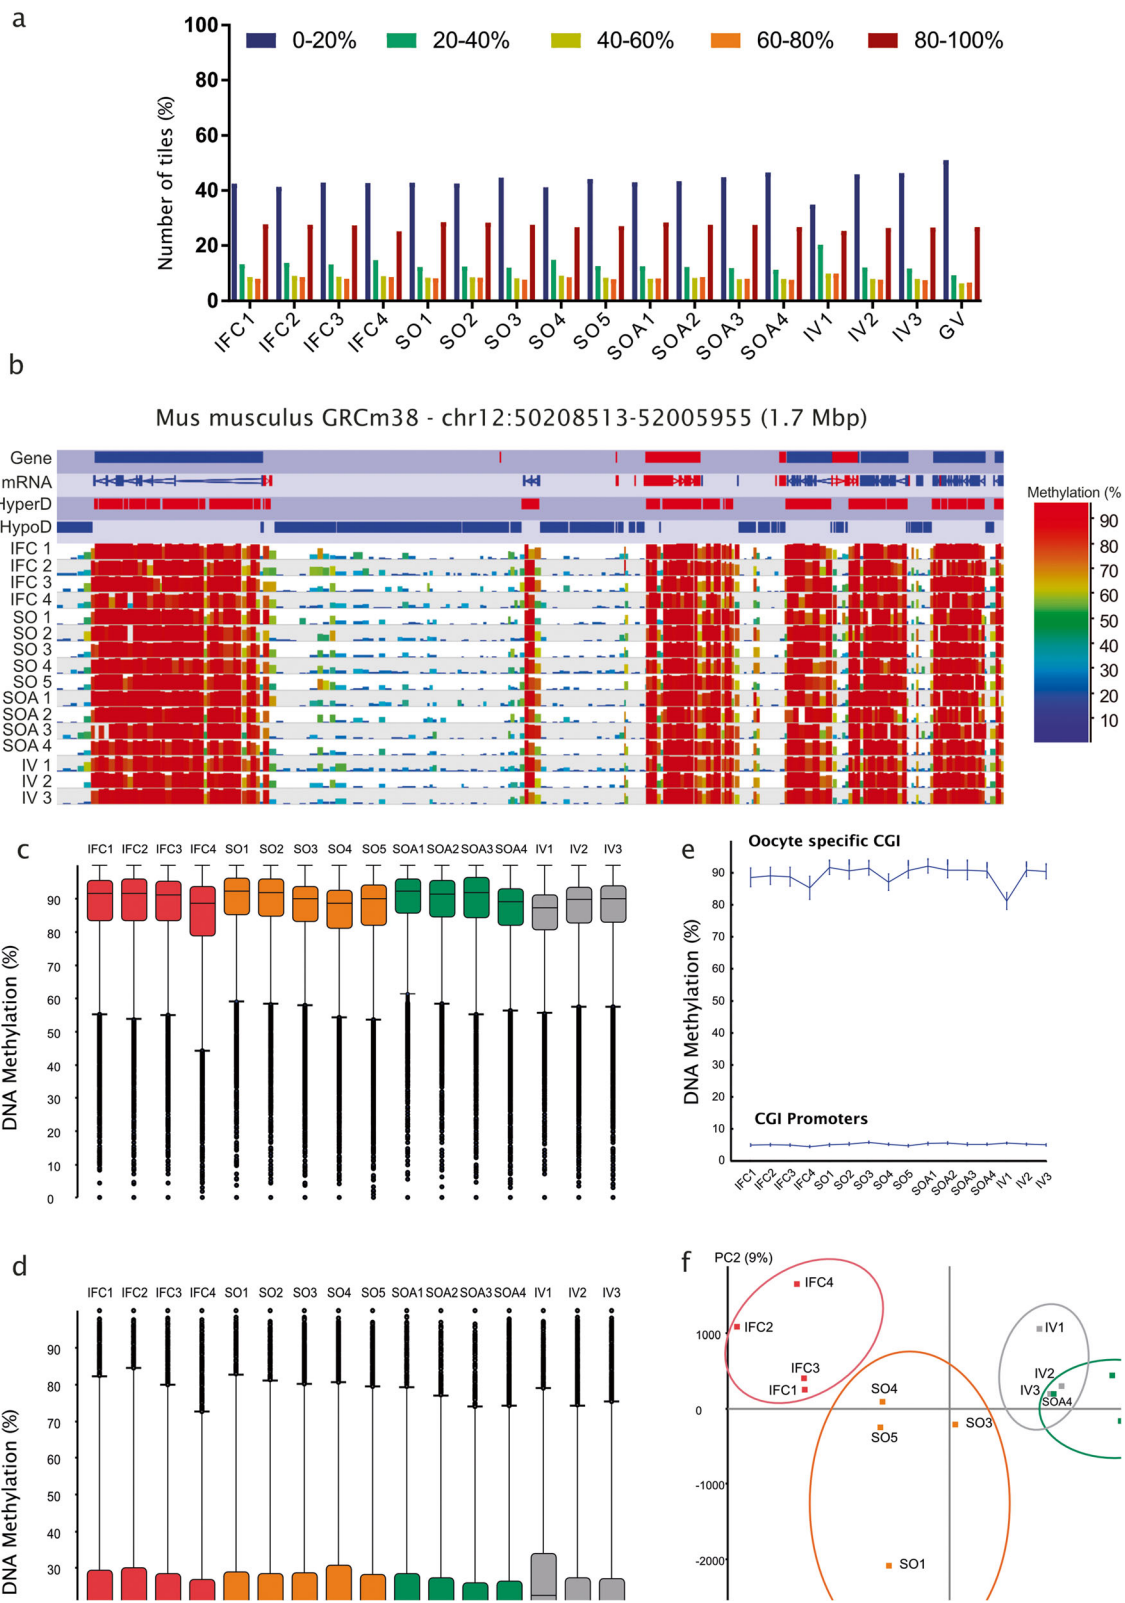 a
100
0-20%
20-40%
40-60%
60-80%
80-100%
80
60
40
20
0
Number of tiles (%)
IFC1
IFC2
IFC3
IFC4
SO1
SO2
SO3
SO4
SO5
SOA1
SOA2
SOA3
SOA4
IV1
IV2
IV3
GV
b
Mus musculus GRCm38 - chr12:50208513-52005955 (1.7 Mbp)
Gene
mRNA
HyperD
HypoD
IFC 1
IFC 2
IFC 3
IFC 4
SO 1
SO 2
SO 3
SO 4
SO 5
SOA 1
SOA 2
SOA 3
SOA 4
IV 1
IV 2
IV 3
Methylation (%
90
80
70
60
50
40
30
20
10
c
IFC1 IFC2 IFC3 IFC4 SO1 SO2 SO3 SO4 SO5 SOA1 SOA2 SOA3 SOA4 IV1 IV2 IV3
90
80
70
60
50
40
30
20
10
0
DNA Methylation (%)
e
Oocyte specific CGI
90
80
70
60
50
40
30
20
10
0
DNA Methylation (%)
CGI Promoters
IFC1
IFC2
IFC3
IFC4
SO1
SO2
SO3
SO4
SO5
SOA1
SOA2
SOA3
SOA4
IV1
IV2
IV3
d
IFC1 IFC2 IFC3 IFC4 SO1 SO2 SO3 SO4 SO5 SOA1 SOA2 SOA3 SOA4 IV1 IV2 IV3
90
80
70
60
50
40
30
DNA Methylation (%)
f
PC2 (9%)
1000
0
-1000
-2000
IFC4
IFC2
IFC3
IFC1
SO4
SO5
SO3
SO1
IV1
IV2
IV3
SOA4